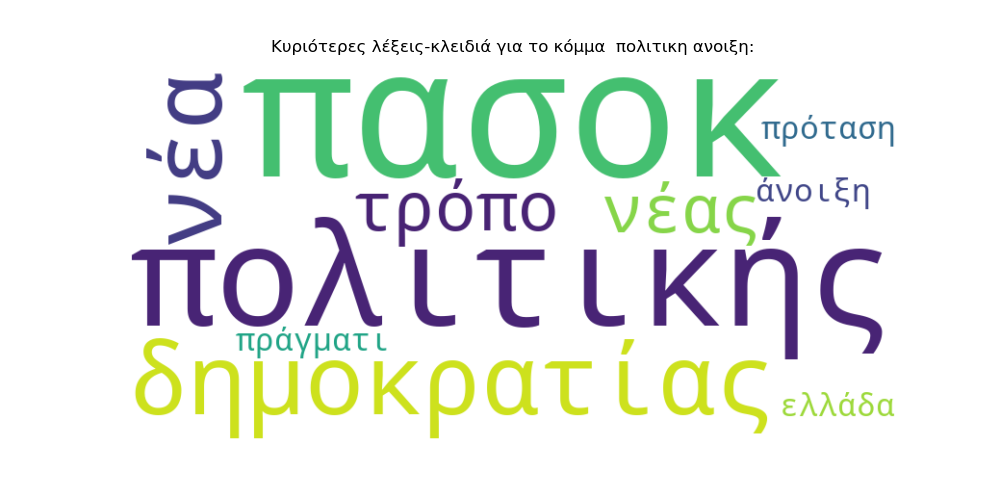 Κυριότερες λέξεις-κλειδιά για το κόμμα  πολιτικη ανοιξη:
νέα
πασοκ
πρόταση
άνοιξη
τρόπο
νέας
πολιτικής
πράγματι
δημοκρατίας
ελλάδα